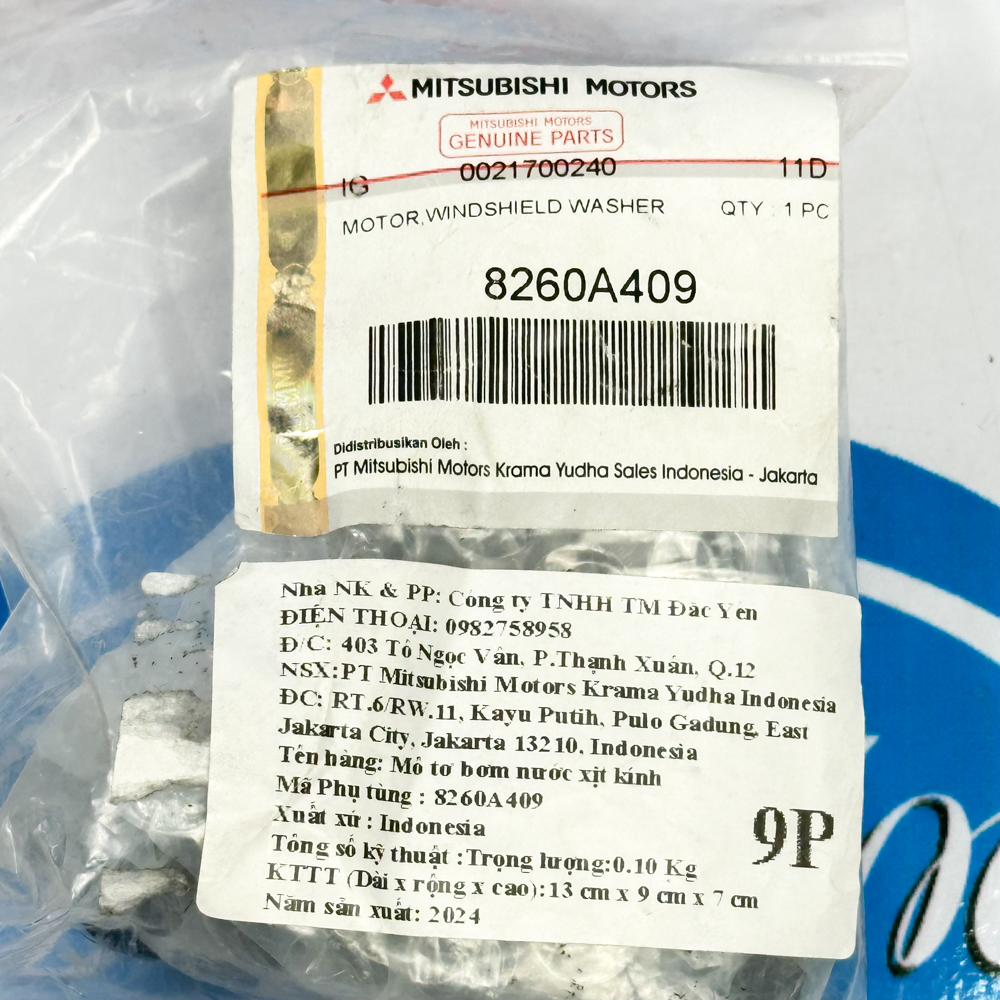 MITSUBISHI MOTORS
MITSUBISHI MOTORS
GENUINE PARTS
IG 0021700240 11D
MOTOR,WINDSHIELD WASHER QTY : 1 PC
8260A409
Didistribusikan Oleh :
PT Mitsubishi Motors Krama Yudha Sales Indonesia - Jakarta
Nhà NK & PP: Công ty TNHH TM Đắc Yên
ĐIỆN THOẠI: 0982758958
Đ/C: 403 Tô Ngọc Vân, P.Thạnh Xuân, Q.12
NSX:PT Mitsubishi Motors Krama Yudha Indonesia
ĐC: RT.6/RW.11, Kayu Putih, Pulo Gadung, East
Jakarta City, Jakarta 13210, Indonesia
Tên hàng: Mô tơ bơm nước xịt kính
Mã Phụ tùng : 8260A409
Xuất xứ : Indonesia
Tổng số kỹ thuật :Trọng lượng:0.10 Kg
KTTT (Dài x rộng x cao):13 cm x 9 cm x 7 cm
Năm sản xuất: 2024
9P